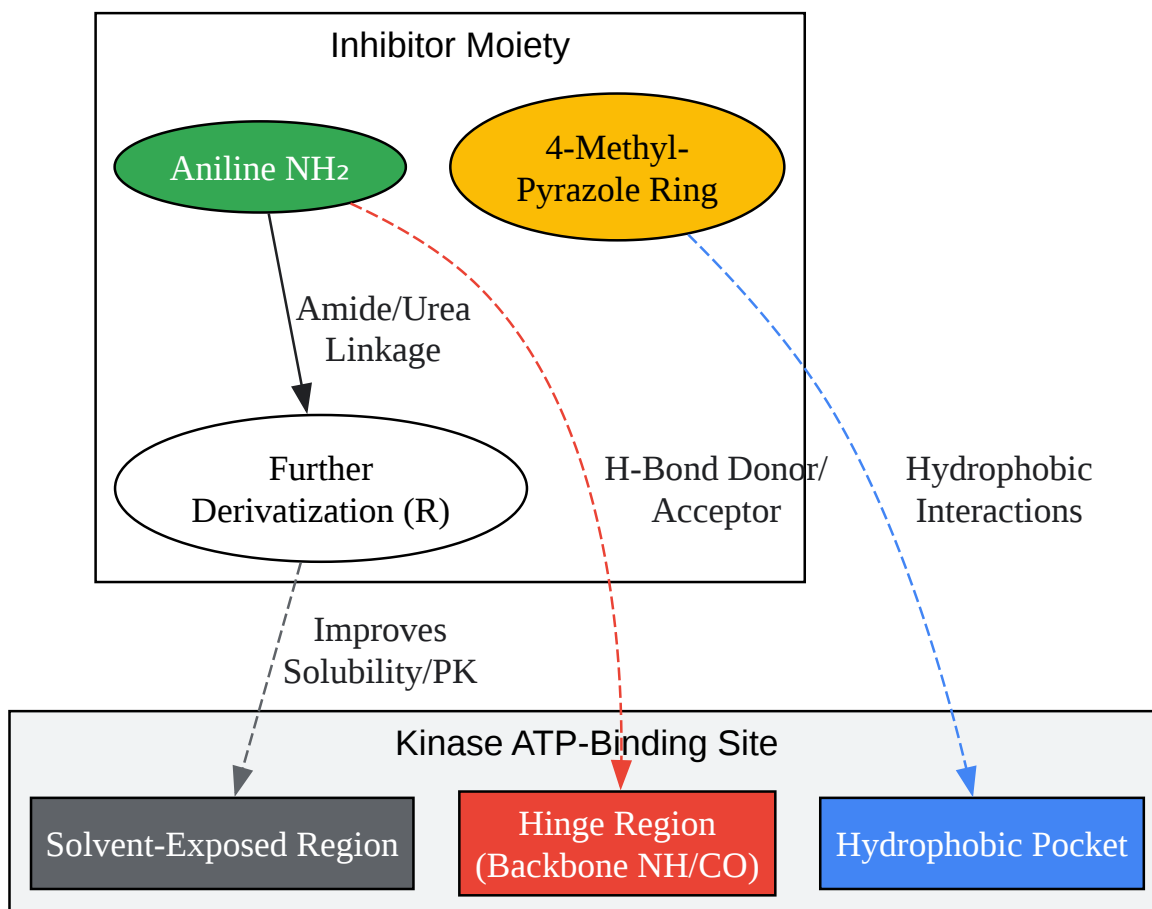 Inhibitor Moiety
Aniline NH₂
4-Methyl-
Pyrazole Ring
Amide/Urea
Linkage
Further
Derivatization (R)
H-Bond Donor/
Acceptor
Hydrophobic
Interactions
Improves
Solubility/PK
Kinase ATP-Binding Site
Solvent-Exposed Region
Hinge Region
(Backbone NH/CO)
Hydrophobic Pocket